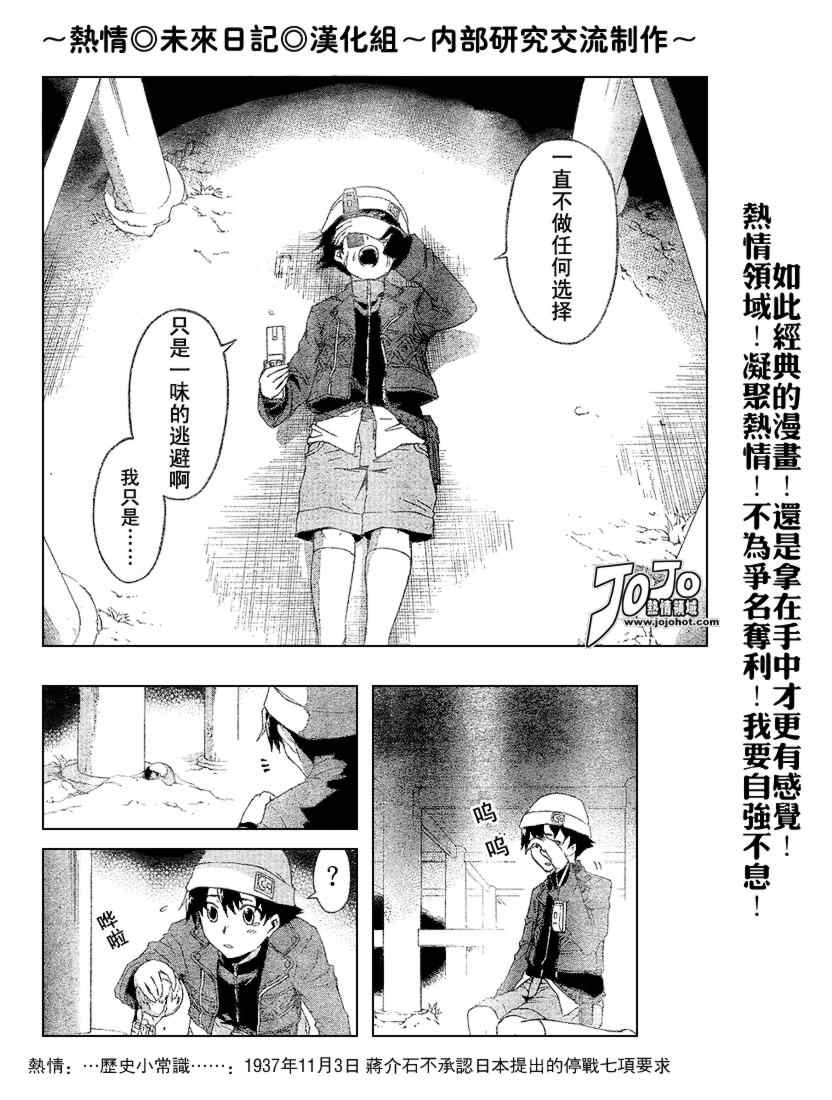 ～熱情◎未來日記◎漢化組～内部研究交流制作～
一直不做任何选择
只是一味的逃避啊
我只是……
JOJO
熱情領域
www.jojohot.com
如此經典的漫畫！還是拿在手中才更有感覺！
熱情領域！凝聚熱情！不為爭名奪利！我要自強不息！
呜
呜
？
哗
啦
熱情：…歷史小常識……：1937年11月3日 蔣介石不承認日本提出的停戰七項要求